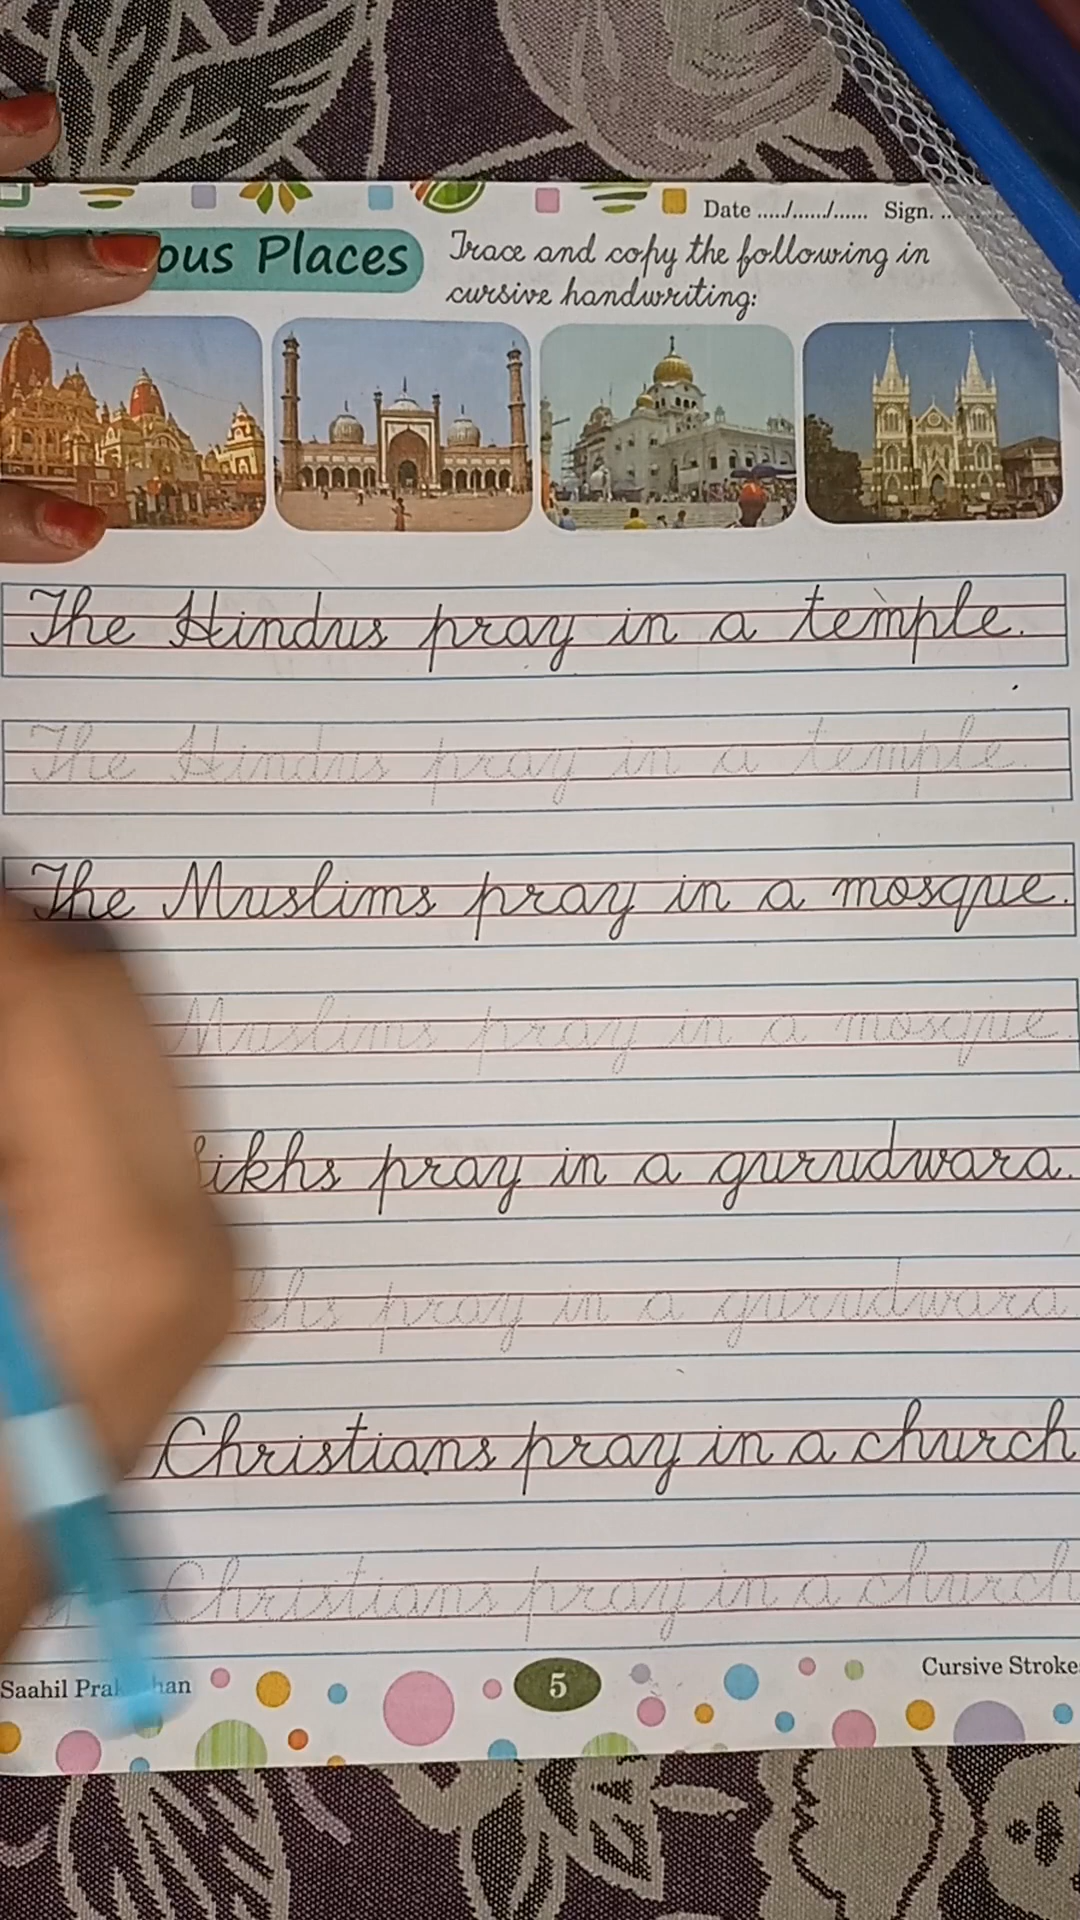 Date ...../....../...... Sign. ..
ous Places
Trace and copy the following in
cursive handwriting:
The Hindus pray in a temple.
The Hindus pray in a temple.
The Muslims pray in a mosque.
Muslims pray in a mosque.
ikhs pray in a gurudwara.
khs pray in a gurudwara
Christians pray in a church
Christians pray in a church
Saahil Pra han
5
Cursive Stroke